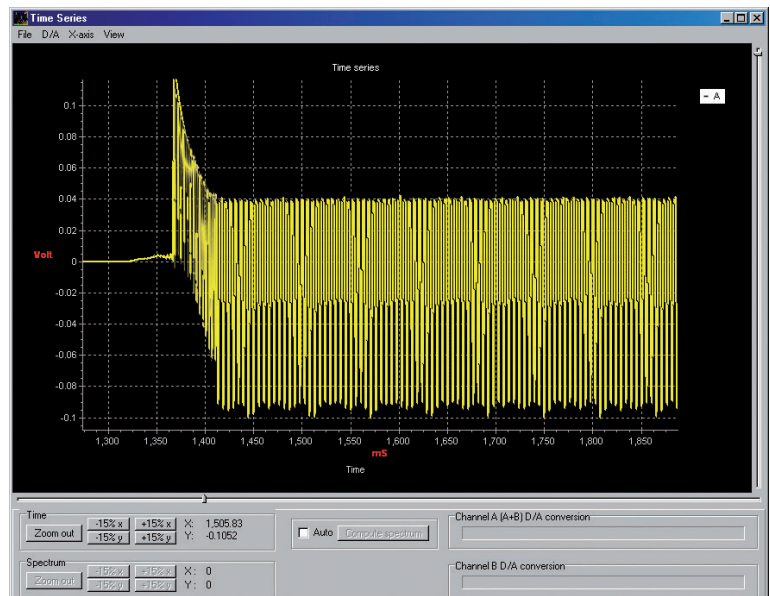 Time Series
File D/A X-axis View
Time series
- A
0.1
0.08
0.06
0.04
0.02
Volt
0
-0.02
-0.04
-0.06
-0.08
-0.1
1,300 1,350 1,400 1,450 1,500 1,550 1,600 1,650 1,700 1,750 1,800 1,850
mS
Time
Time
Zoom out -15% x +15% x X: 1,505.83
-15% y +15% y Y: -0.1052
Auto Compute spectrum
Channel A (A+B) D/A conversion
Spectrum
Zoom out -15% x +15% x X: 0
-15% y +15% y Y: 0
Channel B D/A conversion